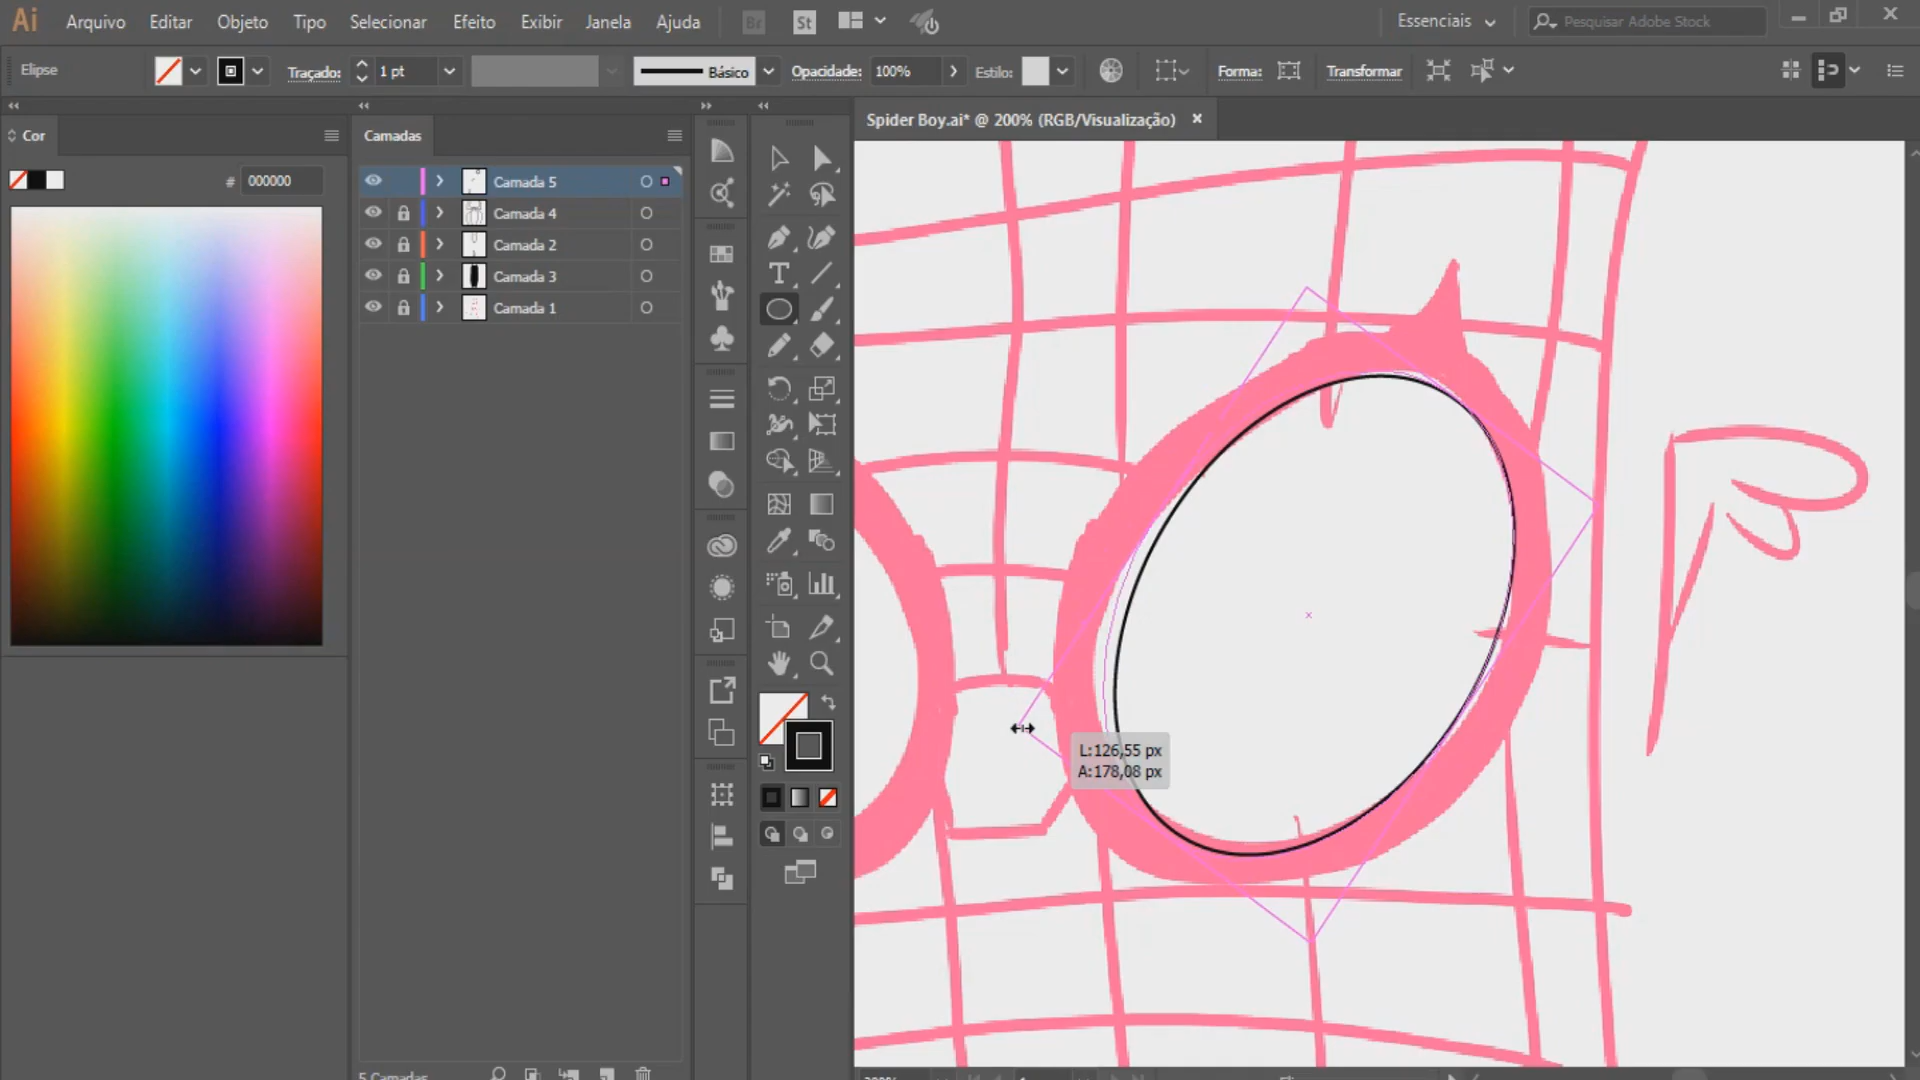 Ai Arquivo Editar Objeto Tipo Selecionar Efeito Exibir Janela Ajuda Br St Essenciais Pesquisar Adobe Stock
Elipse Traçado: 1 pt Básico Opacidade: 100% Estilo: Forma: Transformar
Cor
# 000000
Camadas
Camada 5
Camada 4
Camada 2
Camada 3
Camada 1
5 Camadas
Spider Boy.ai* @ 200% (RGB/Visualização)
L:126,55 px
A:178,08 px
200%